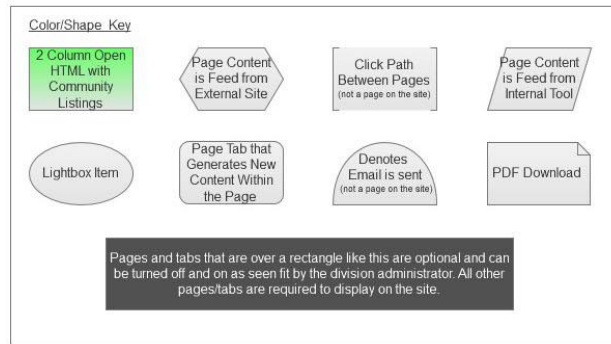 Color/Shape Key
2 Column Open
HTML with
Community
Listings
Page Content
is Feed from
External Site
Click Path
Between Pages
(not a page on the site)
Page Content
is Feed from
Internal Tool
Lightbox Item
Page Tab that
Generates New
Content Within
the Page
Denotes
Email is sent
(not a page on the site)
PDF Download
Pages and tabs that are over a rectangle like this are optional and can
be turned off and on as seen fit by the division administrator. All other
pages/tabs are required to display on the site.